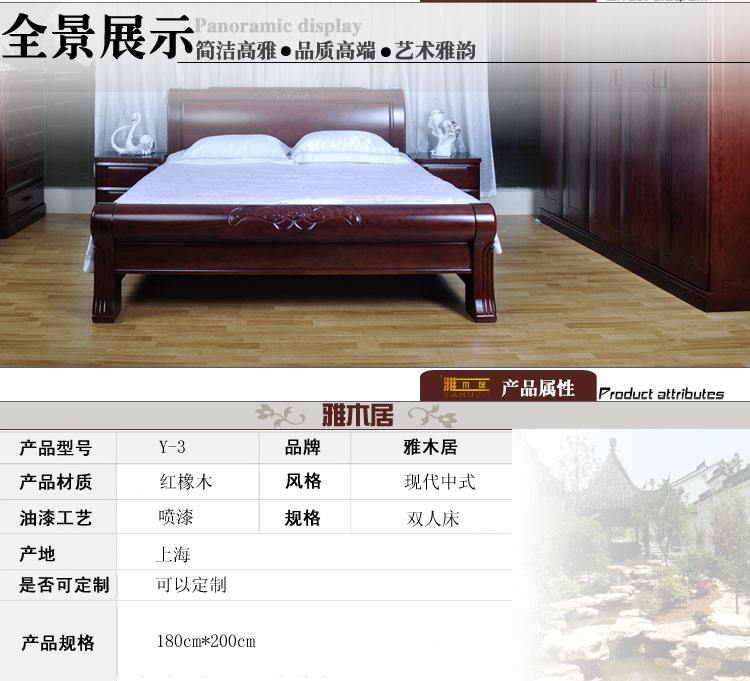 全景展示
Panoramic display
简洁高雅●品质高端●艺术雅韵
雅木居 产品属性 Product attributes
YAMUJU
雅木居
产品型号 Y-3 品牌 雅木居
产品材质 红橡木 风格 现代中式
油漆工艺 喷漆 规格 双人床
产地 上海
是否可定制 可以定制
产品规格 180cm*200cm